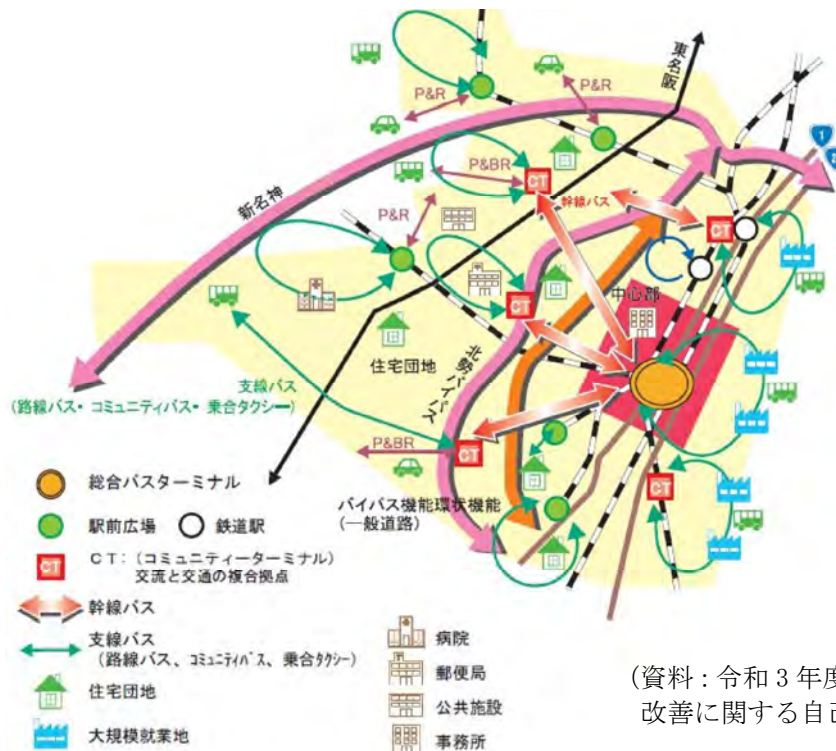 東名阪
P&R
P&R
1
新名神
P&BR
CT
幹線バス
CT
P&R
中心部
CT
住宅団地
北勢バイパス
支線バス
(路線バス・コミュニティバス・乗合タクシー)
P&BR
CT
CT
バイパス機能環状機能
(一般道路)
総合バスターミナル
駅前広場 鉄道駅
CT CT:(コミュニティーターミナル)
交流と交通の複合拠点
幹線バス
支線バス
(路線バス、コミュニティバス、乗合タクシー)
住宅団地
大規模就業地
病院
郵便局
公共施設
事務所
(資料:令和3年度
改善に関する自己